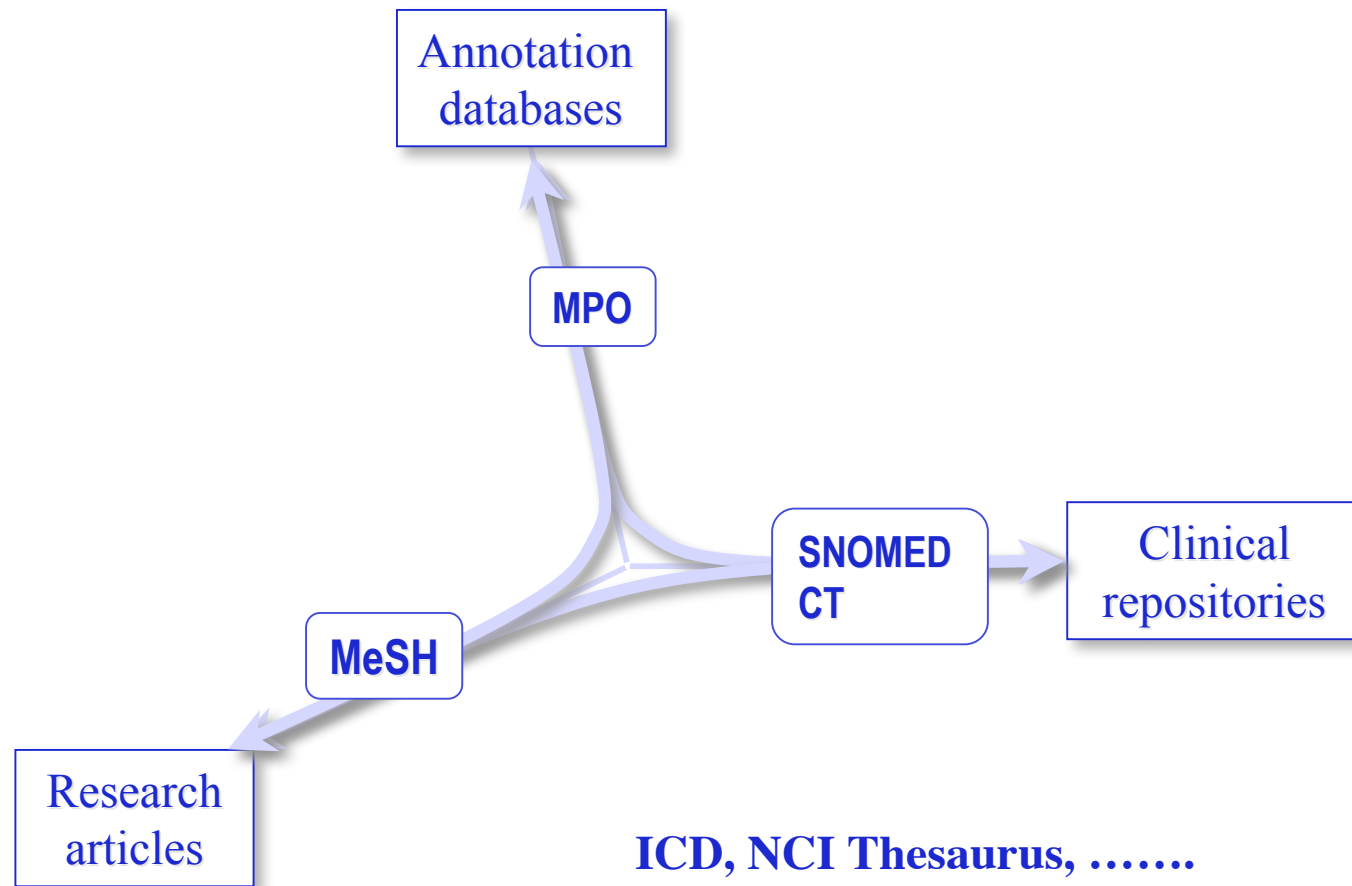 Annotation
databases
MPO
SNOMED
CT
Clinical
repositories
MeSH
Research
articles
ICD, NCI Thesaurus, …….